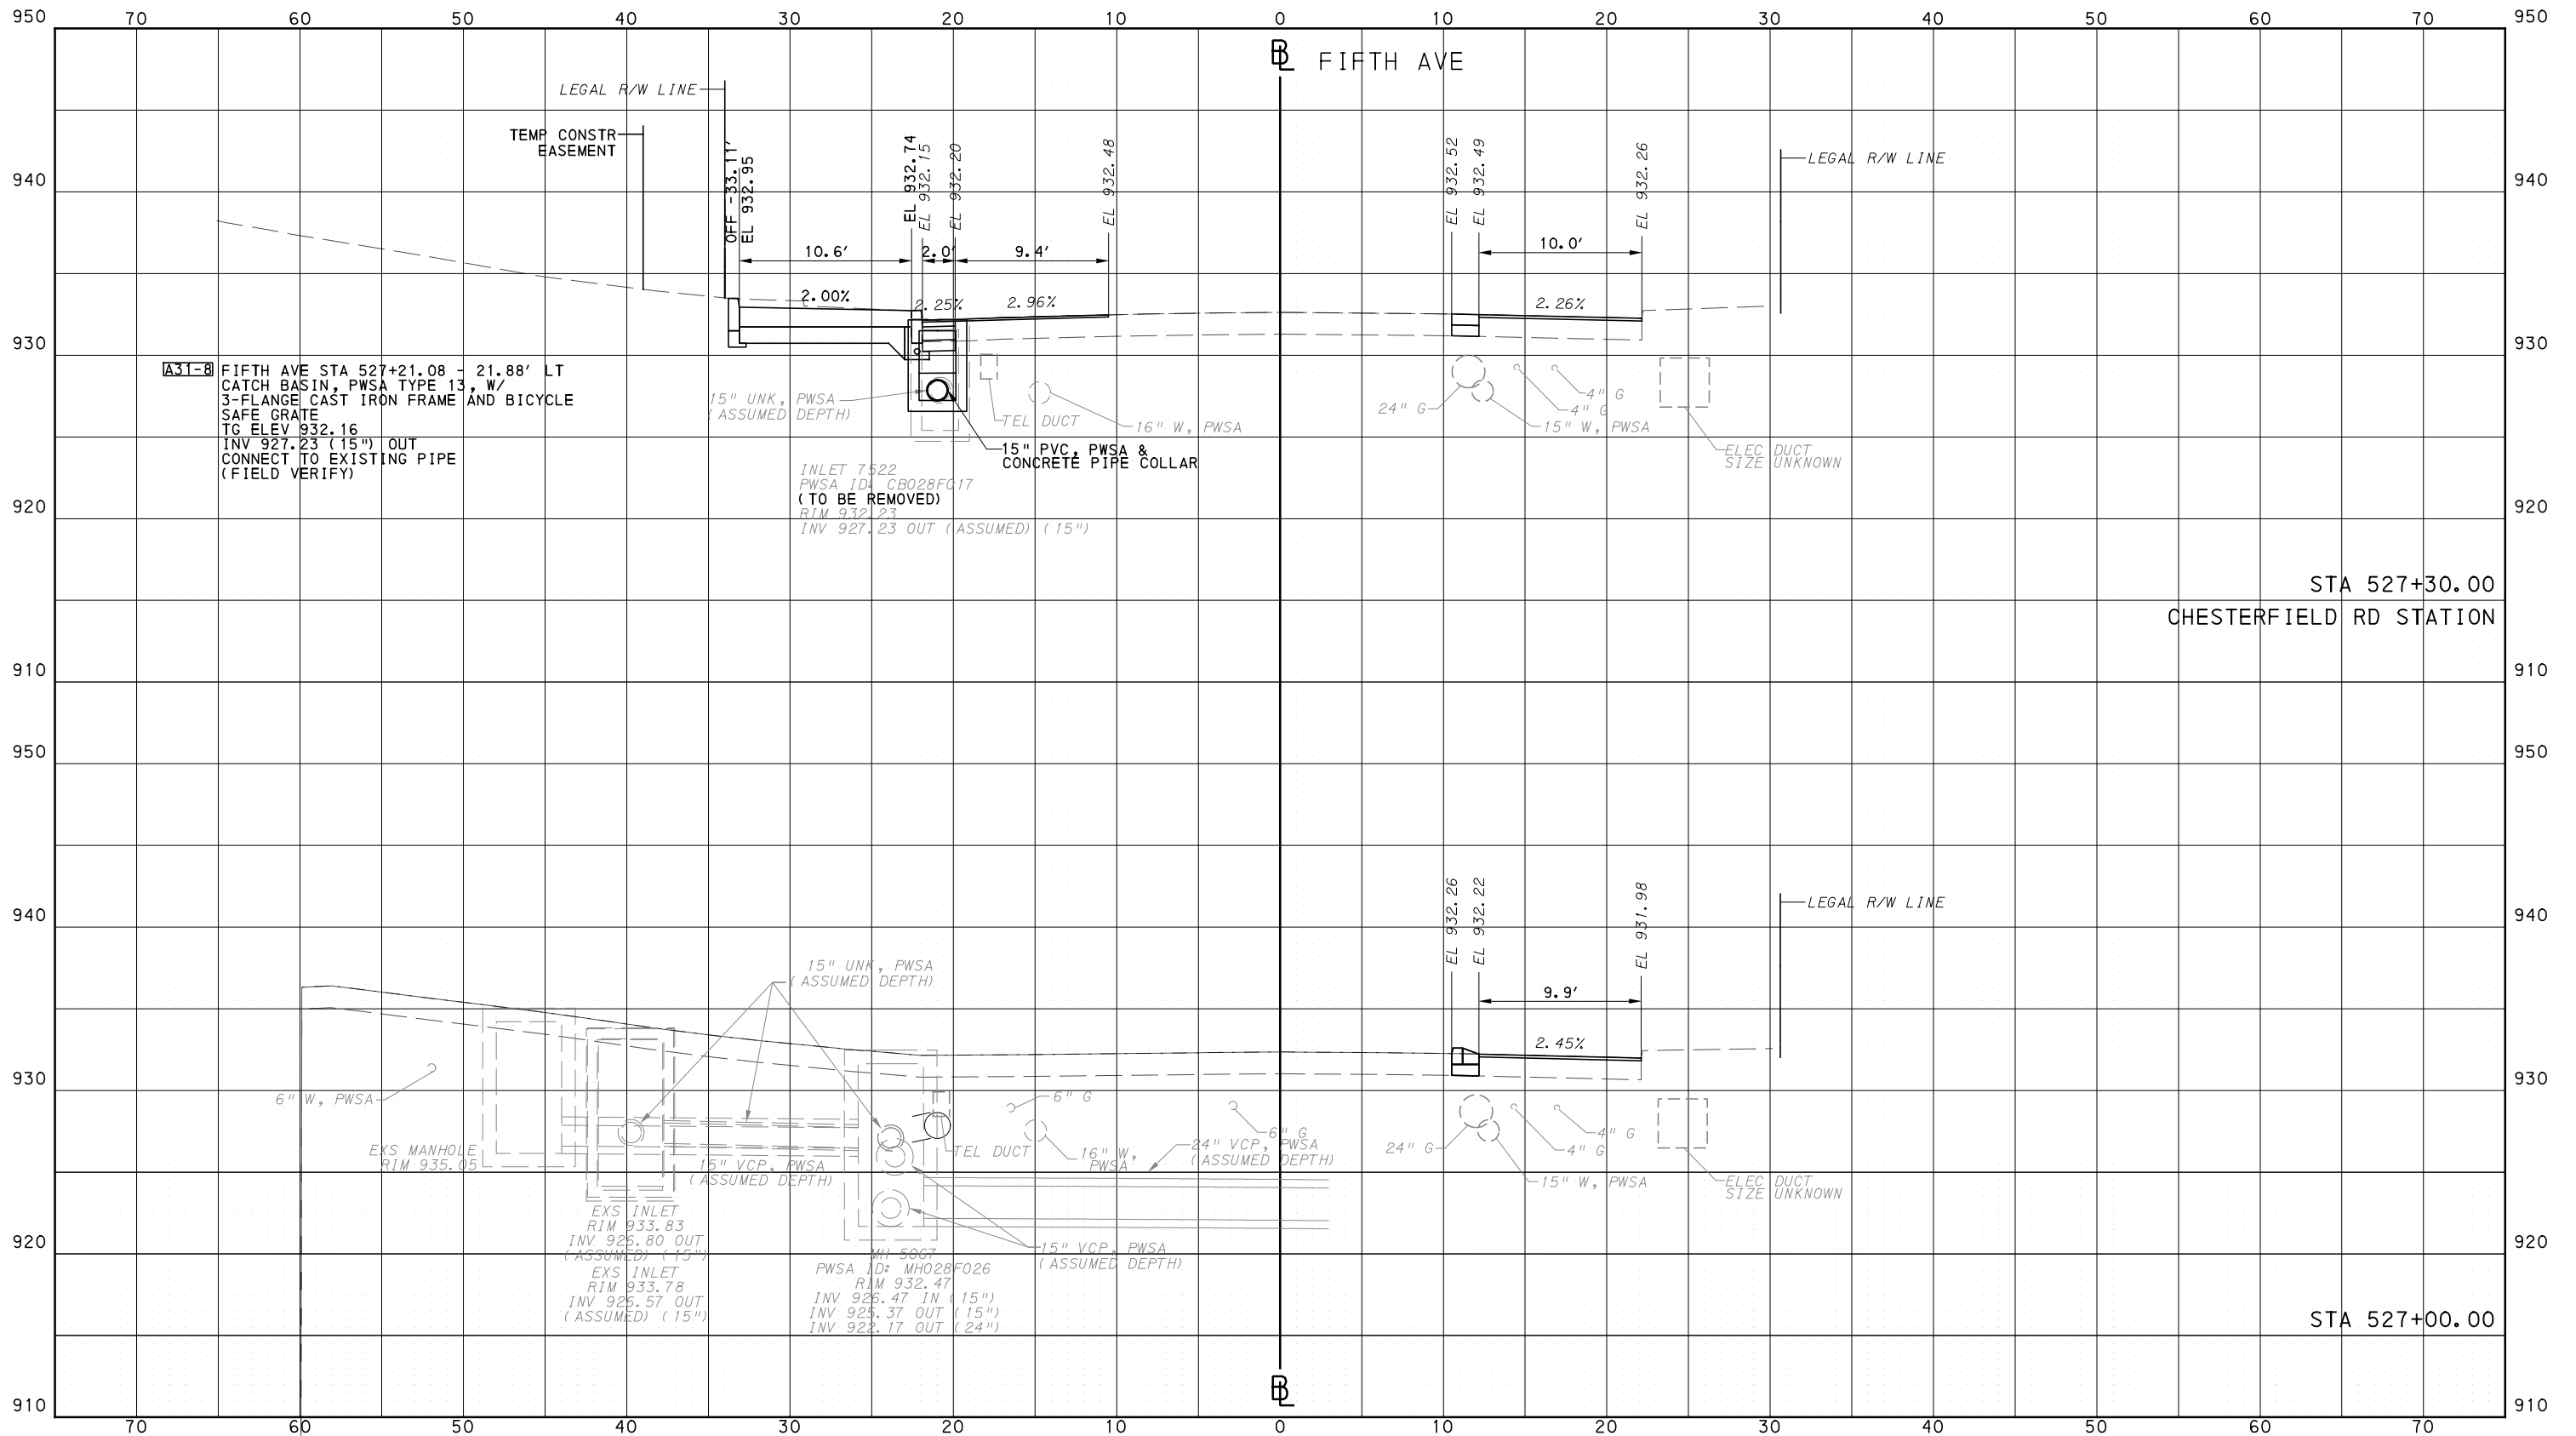 950 70 60 50 40 30 20 10 0 10 20 30 40 50 60 70 950
BL FIFTH AVE
LEGAL R/W LINE
TEMP CONSTR
EASEMENT
OFF -33.11'
EL 932.95
EL 932.74
EL 932.15
EL 932.20
EL 932.48
EL 932.52
EL 932.49
EL 932.26
LEGAL R/W LINE
940 940
10.6' 2.0' 9.4' 10.0'
2.00% 2.25% 2.96% 2.26%
930 930
A31-8 FIFTH AVE STA 527+21.08 - 21.88' LT
CATCH BASIN, PWSA TYPE 13, W/
3-FLANGE CAST IRON FRAME AND BICYCLE
SAFE GRATE
TG ELEV 932.16
INV 927.23 (15") OUT
CONNECT TO EXISTING PIPE
(FIELD VERIFY)
15" UNK, PWSA
(ASSUMED DEPTH)
TEL DUCT
16" W, PWSA
15" PVC, PWSA &
CONCRETE PIPE COLLAR
INLET 7522
PWSA ID: CB028F017
(TO BE REMOVED)
RIM 932.23
INV 927.23 OUT (ASSUMED) (15")
24" G
4" G
4" G
15" W, PWSA
ELEC DUCT
SIZE UNKNOWN
920 920
STA 527+30.00
CHESTERFIELD RD STATION
910 910
950 950
940 940
EL 932.26
EL 932.22
EL 931.98
LEGAL R/W LINE
15" UNK, PWSA
(ASSUMED DEPTH)
9.9'
2.45%
930 930
6" W, PWSA
EXS MANHOLE
RIM 935.05
15" VCP, PWSA
(ASSUMED DEPTH)
TEL DUCT
6" G
16" W,
PWSA
6" G
24" VCP, PWSA
(ASSUMED DEPTH)
24" G
4" G
4" G
15" W, PWSA
ELEC DUCT
SIZE UNKNOWN
EXS INLET
RIM 933.83
INV 926.80 OUT
(ASSUMED) (15")
EXS INLET
RIM 933.78
INV 926.57 OUT
(ASSUMED) (15")
920 920
MH 5007
PWSA ID: MH028F026
RIM 932.47
INV 926.47 IN (15")
INV 925.37 OUT (15")
INV 922.17 OUT (24")
15" VCP, PWSA
(ASSUMED DEPTH)
STA 527+00.00
BL
910 910
70 60 50 40 30 20 10 0 10 20 30 40 50 60 70